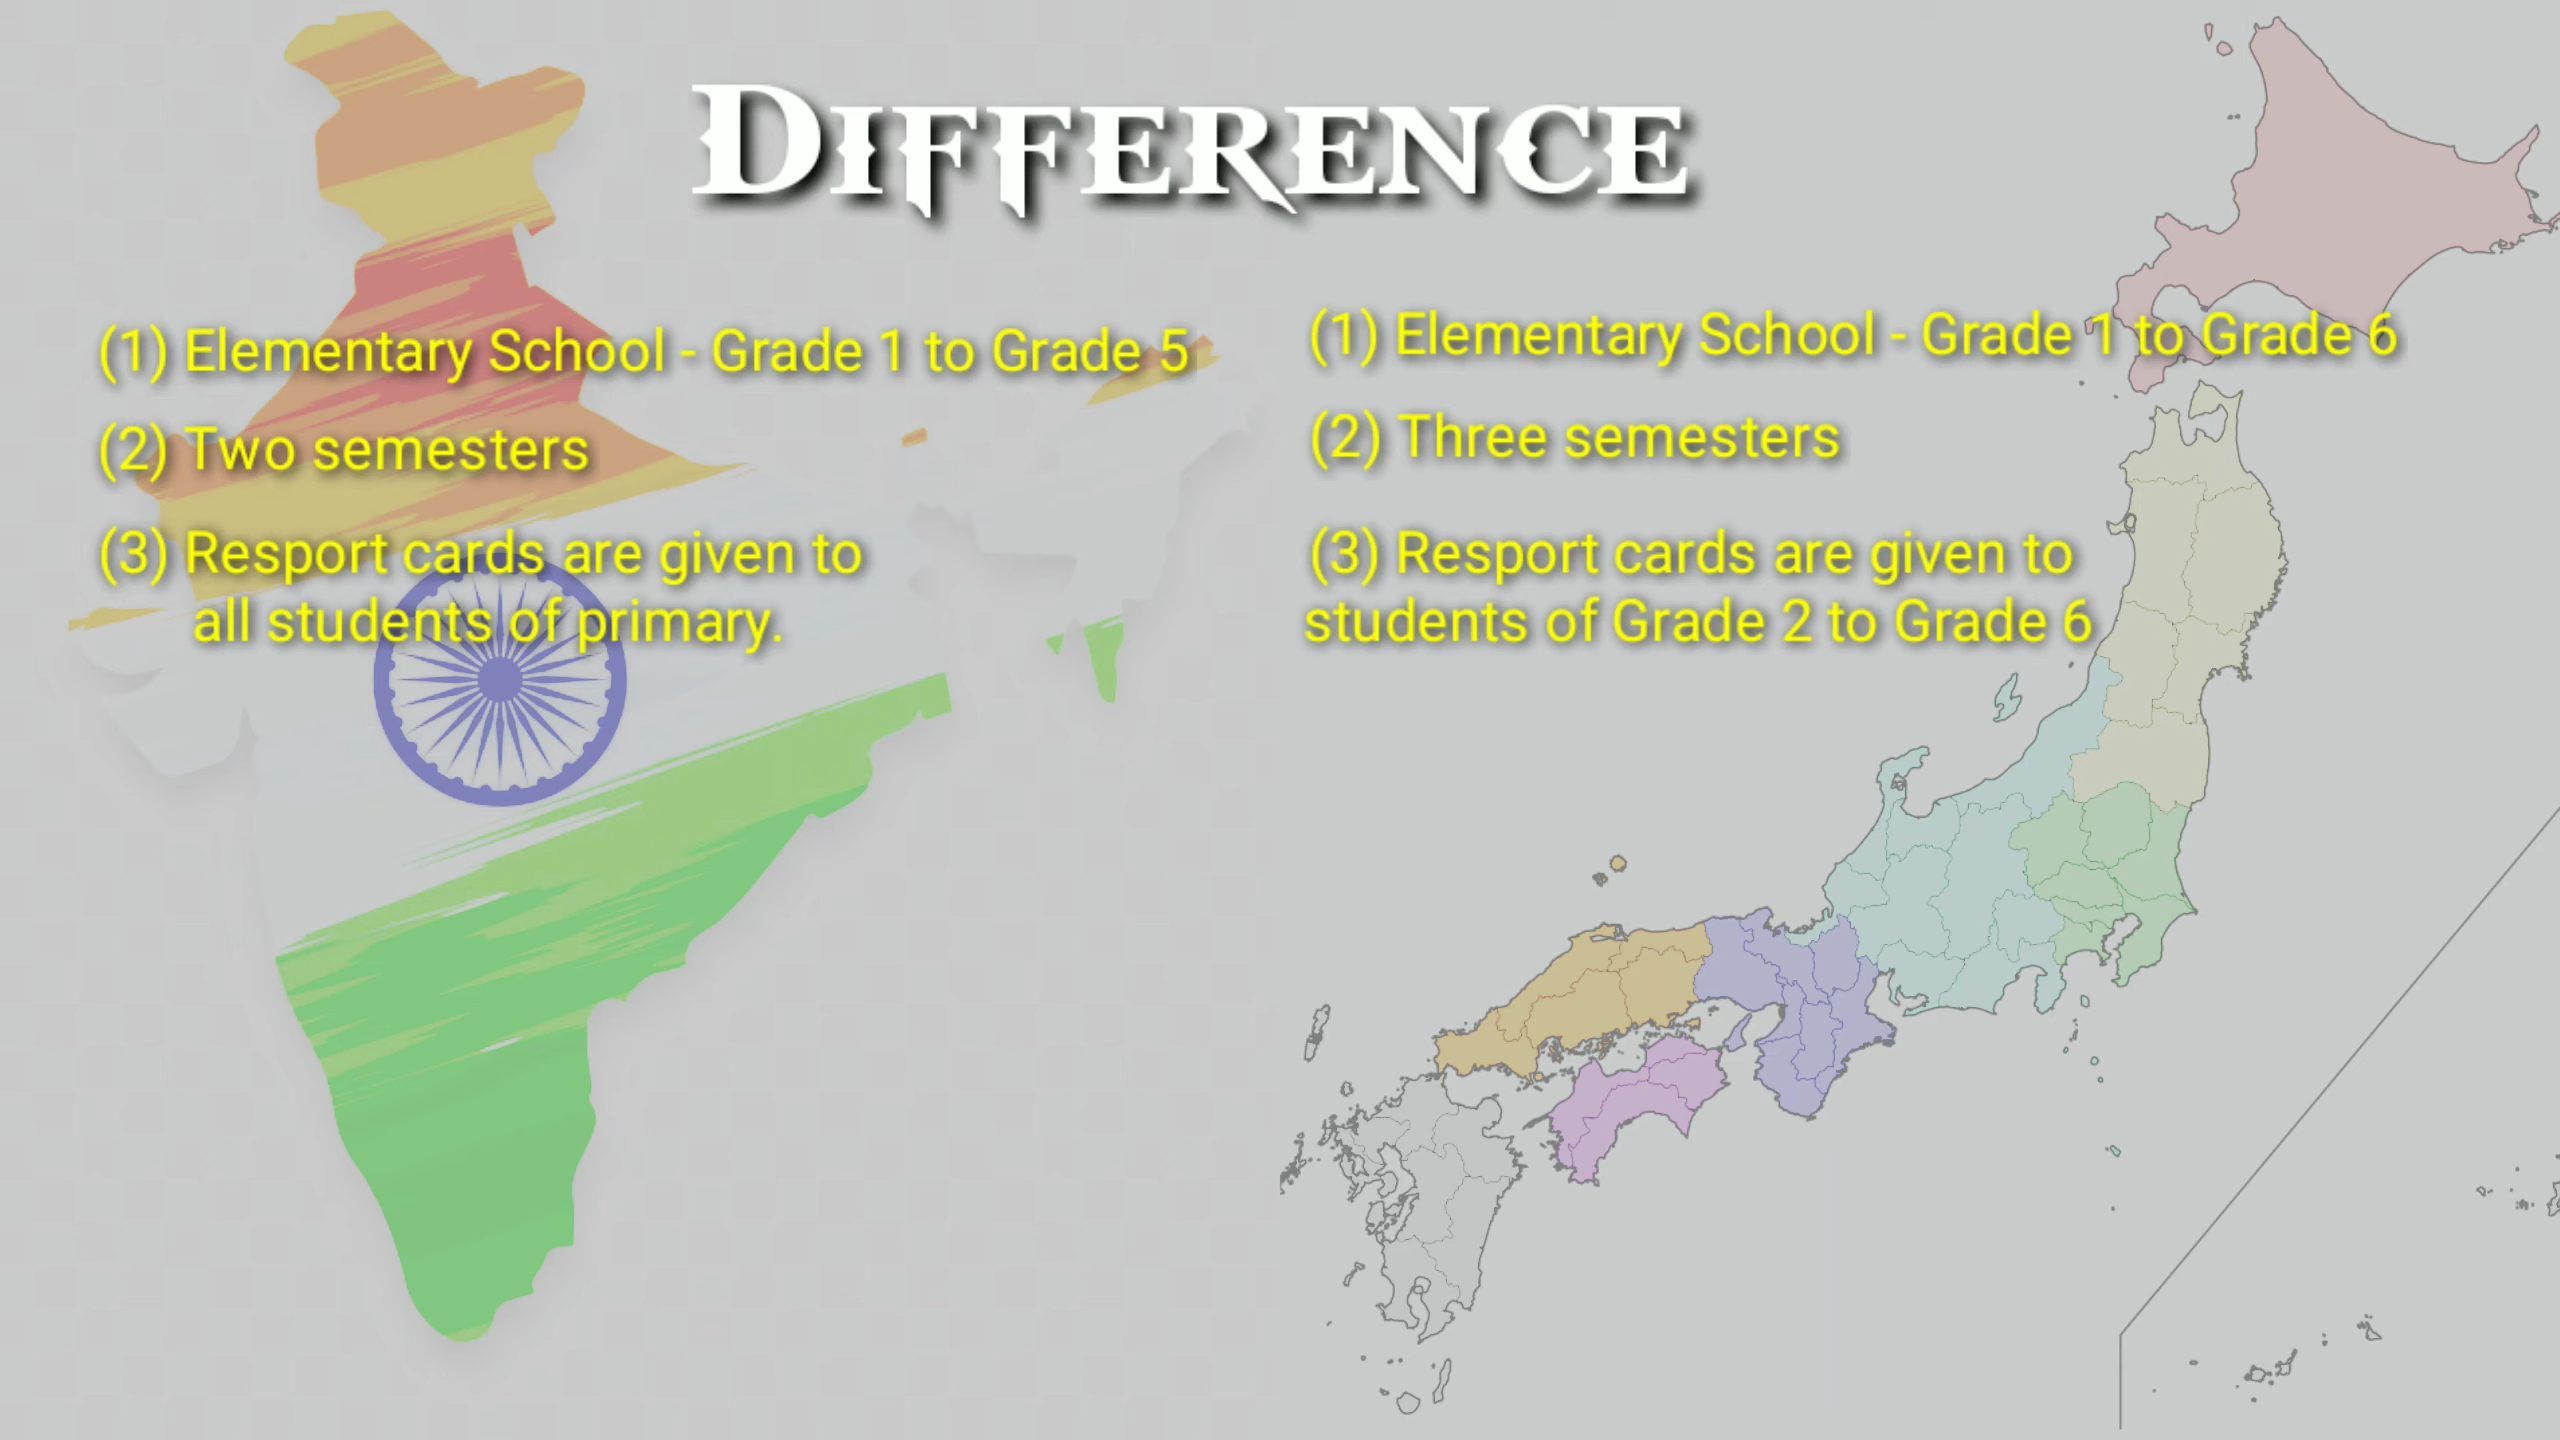 DIFFERENCE
(1) Elementary School - Grade 1 to Grade 5
(2) Two semesters
(3) Resport cards are given to
all students of primary.
(1) Elementary School - Grade 1 to Grade 6
(2) Three semesters
(3) Resport cards are given to
students of Grade 2 to Grade 6